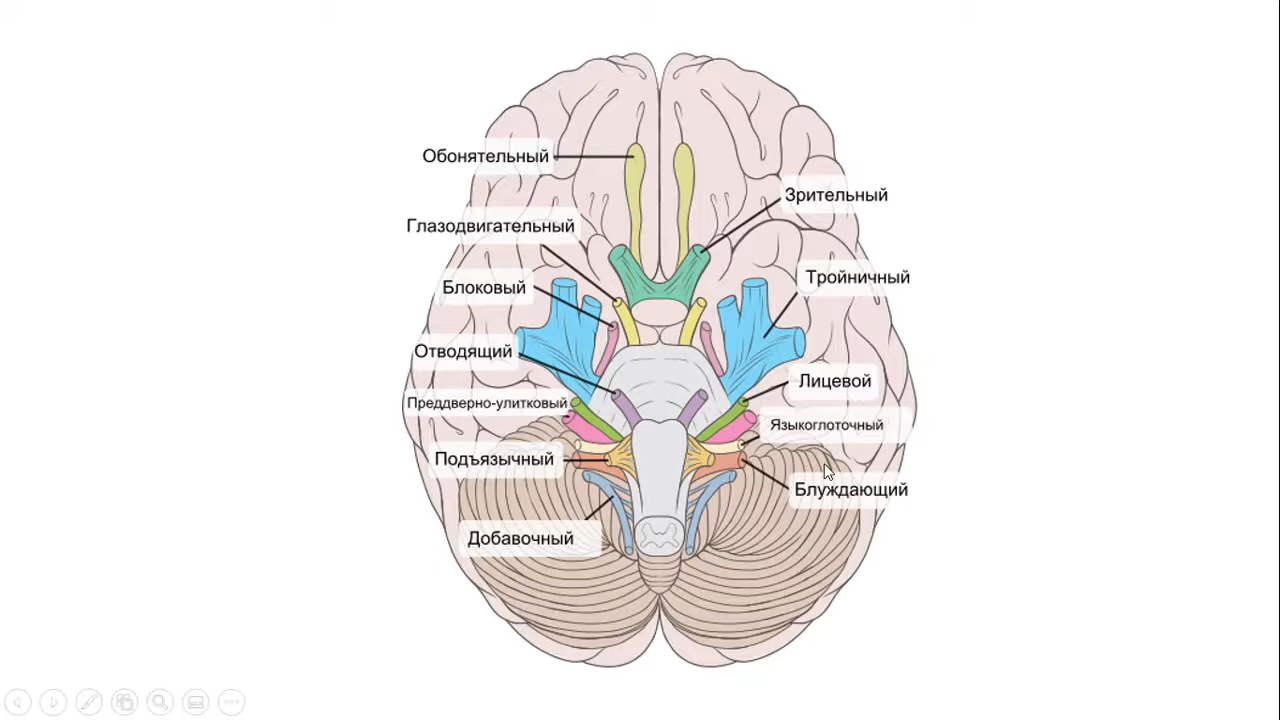 Обонятельный
Зрительный
Глазодвигательный
Тройничный
Блоковый
Отводящий
Лицевой
Преддверно-улитковый
Языкоглоточный
Подъязычный
Блуждающий
Добавочный